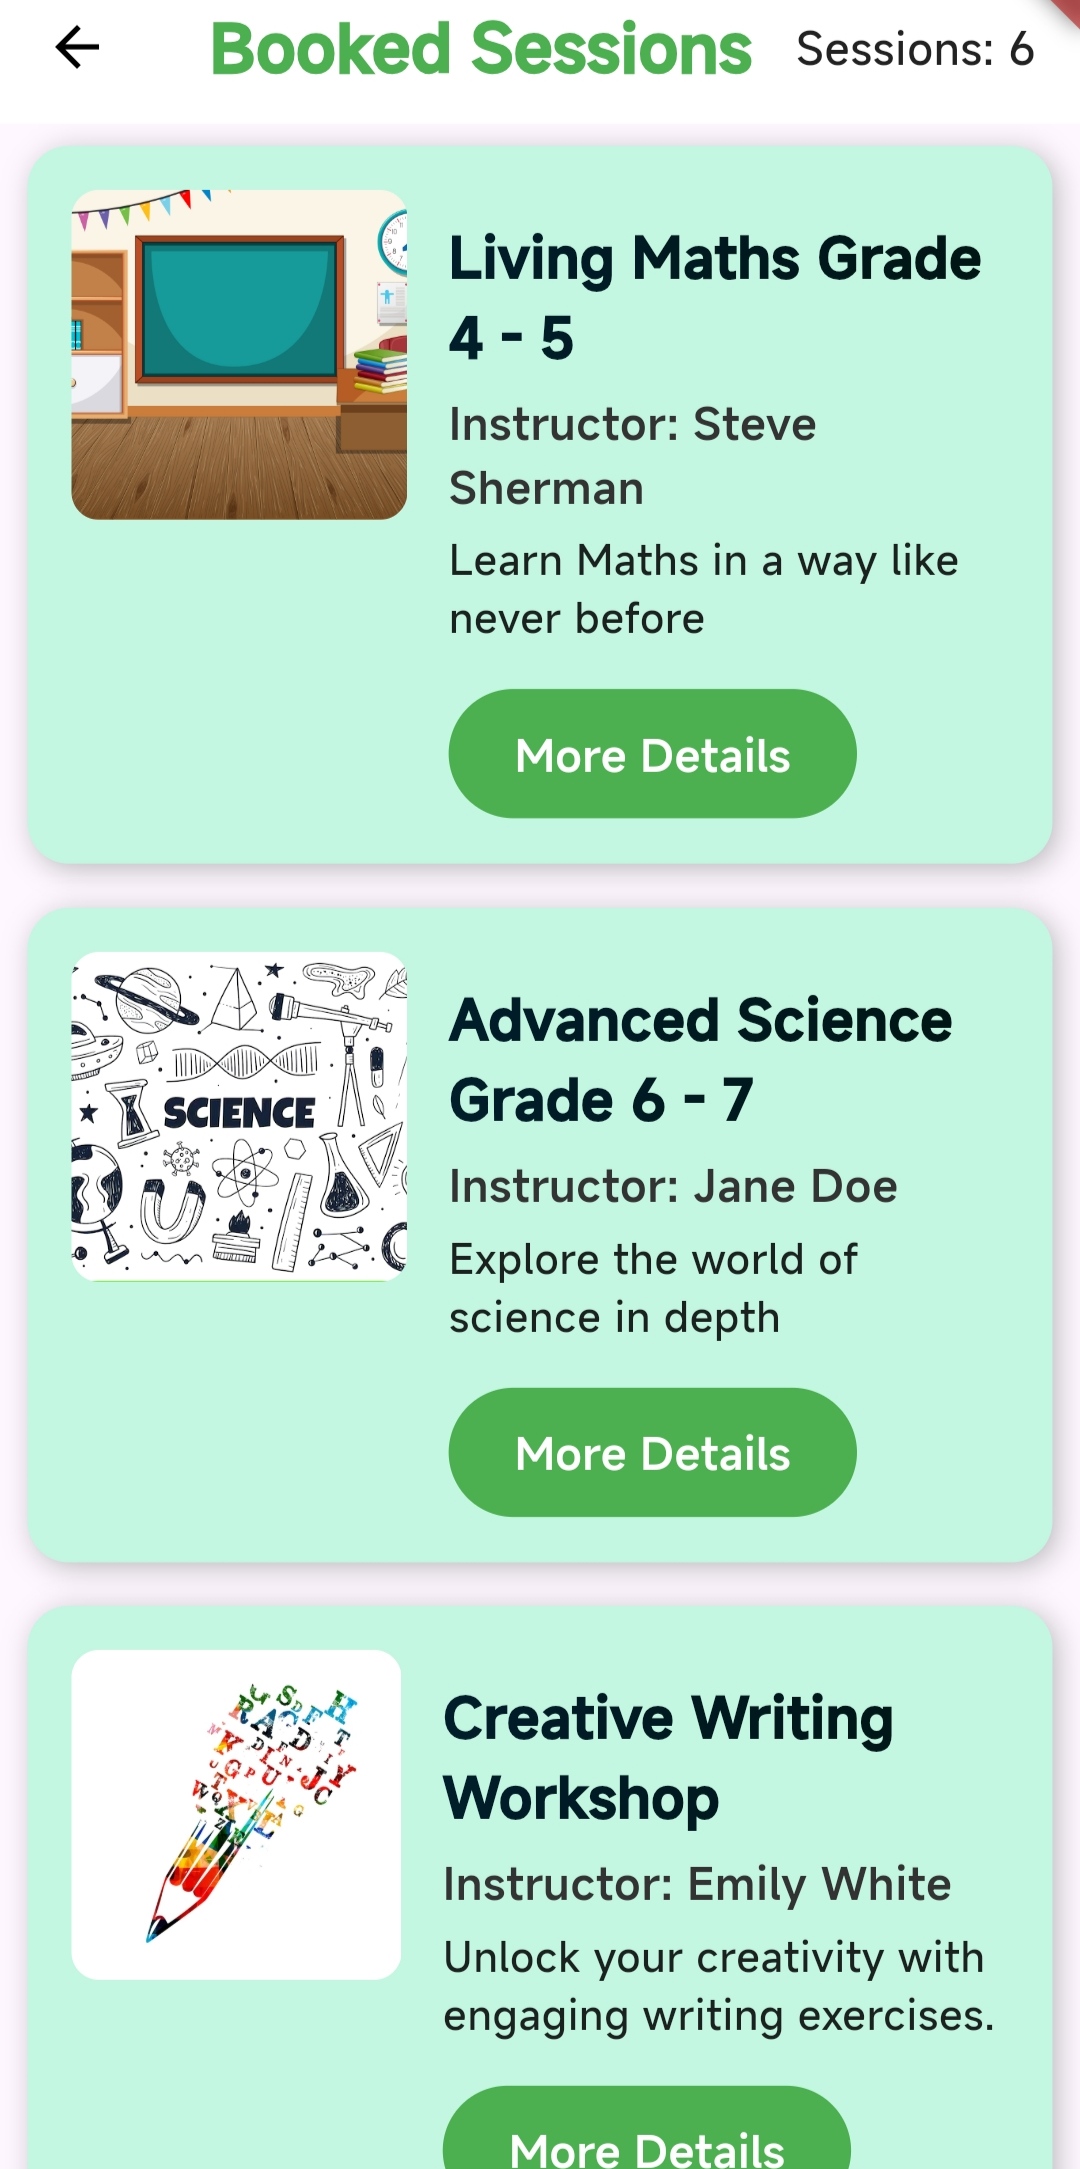 Booked Sessions
Sessions: 6
Living Maths Grade
4 - 5
Instructor: Steve
Sherman
Learn Maths in a way like
never before
More Details
SCIENCE
Advanced Science
Grade 6 - 7
Instructor: Jane Doe
Explore the world of
science in depth
More Details
Creative Writing
Workshop
Instructor: Emily White
Unlock your creativity with
engaging writing exercises.
More Details